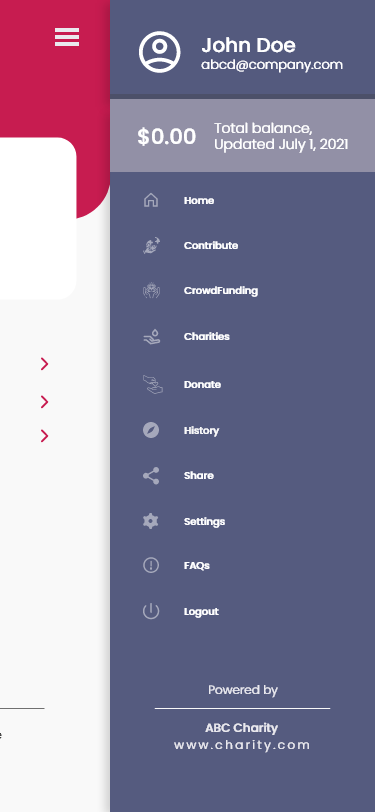 John Doe
abcd@company.com
$0.00
Total balance,
Updated July 1, 2021
Home
Contribute
CrowdFunding
Charities
Donate
History
Share
Settings
FAQs
Logout
Powered by
ABC Charity
www.charity.com